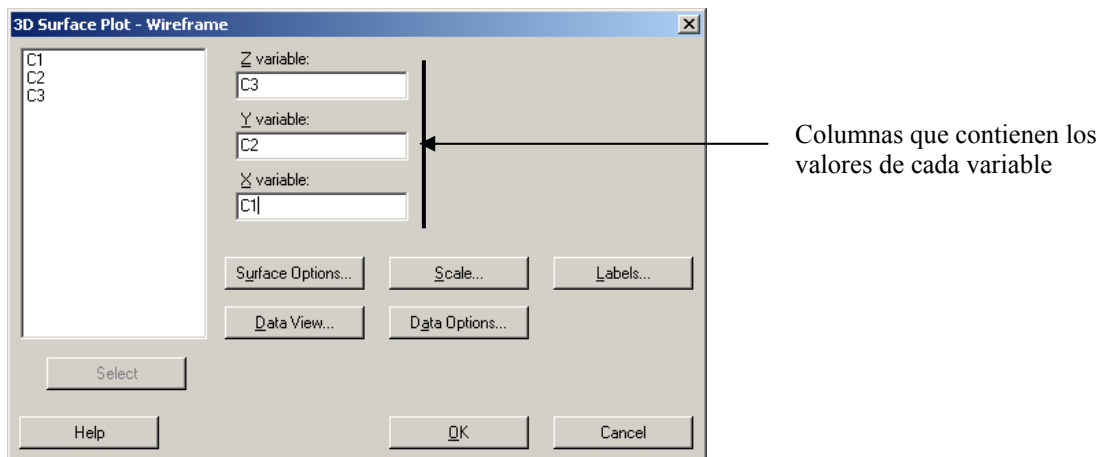 3D Surface Plot - Wireframe
C1
C2
C3
Z variable:
C3
Y variable:
C2
X variable:
C1
Columnas que contienen los
valores de cada variable
Surface Options...
Scale...
Labels...
Data View...
Data Options...
Select
Help
OK
Cancel